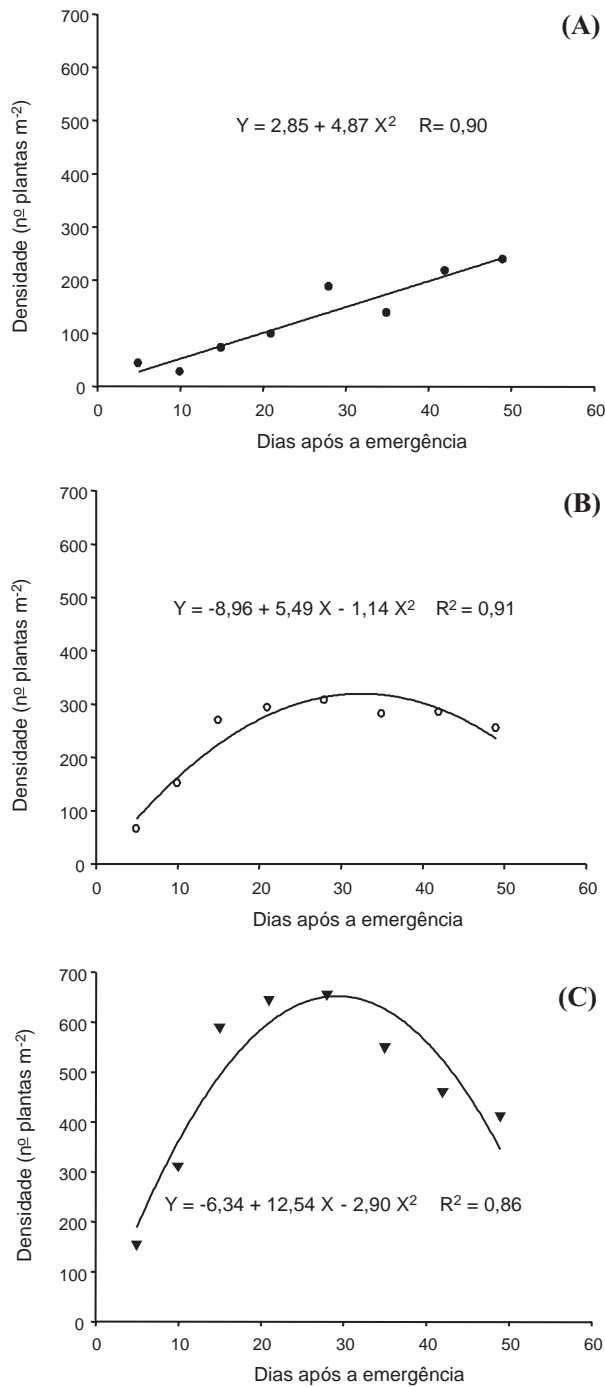 (A)
700
600
500
400
300
200
100
0
Y = 2,85 + 4,87 X² R= 0,90
Densidade (nº plantas m⁻²)
0 10 20 30 40 50 60
Dias após a emergência
(B)
700
600
500
400
300
200
100
0
Y = -8,96 + 5,49 X - 1,14 X² R² = 0,91
Densidade (nº plantas m⁻²)
0 10 20 30 40 50 60
Dias após a emergência
(C)
700
600
500
400
300
200
100
0
Y = -6,34 + 12,54 X - 2,90 X² R² = 0,86
Densidade (nº plantas m⁻²)
0 10 20 30 40 50 60
Dias após a emergência